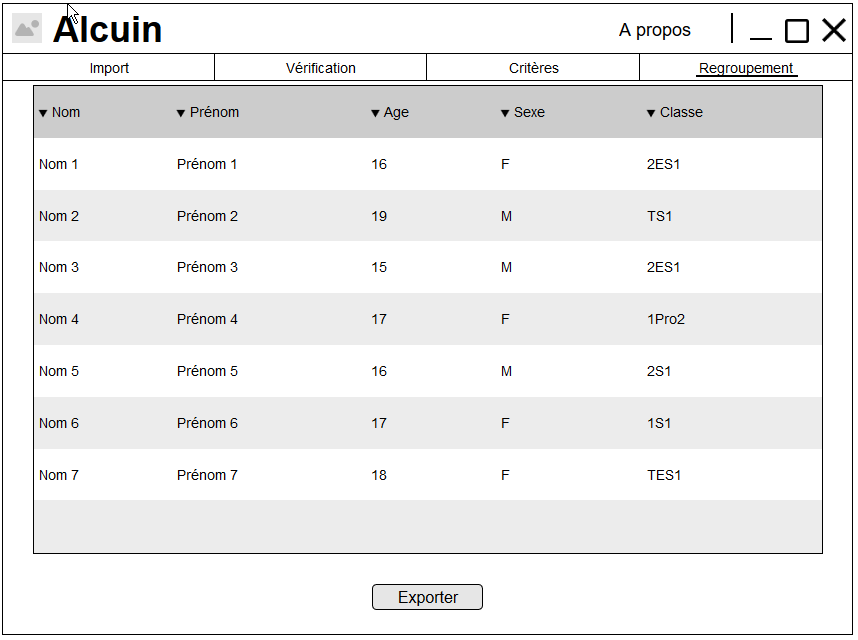 Alcuin A propos
Import Vérification Critères Regroupement
▼ Nom ▼ Prénom ▼ Age ▼ Sexe ▼ Classe
Nom 1 Prénom 1 16 F 2ES1
Nom 2 Prénom 2 19 M TS1
Nom 3 Prénom 3 15 M 2ES1
Nom 4 Prénom 4 17 F 1Pro2
Nom 5 Prénom 5 16 M 2S1
Nom 6 Prénom 6 17 F 1S1
Nom 7 Prénom 7 18 F TES1
Exporter